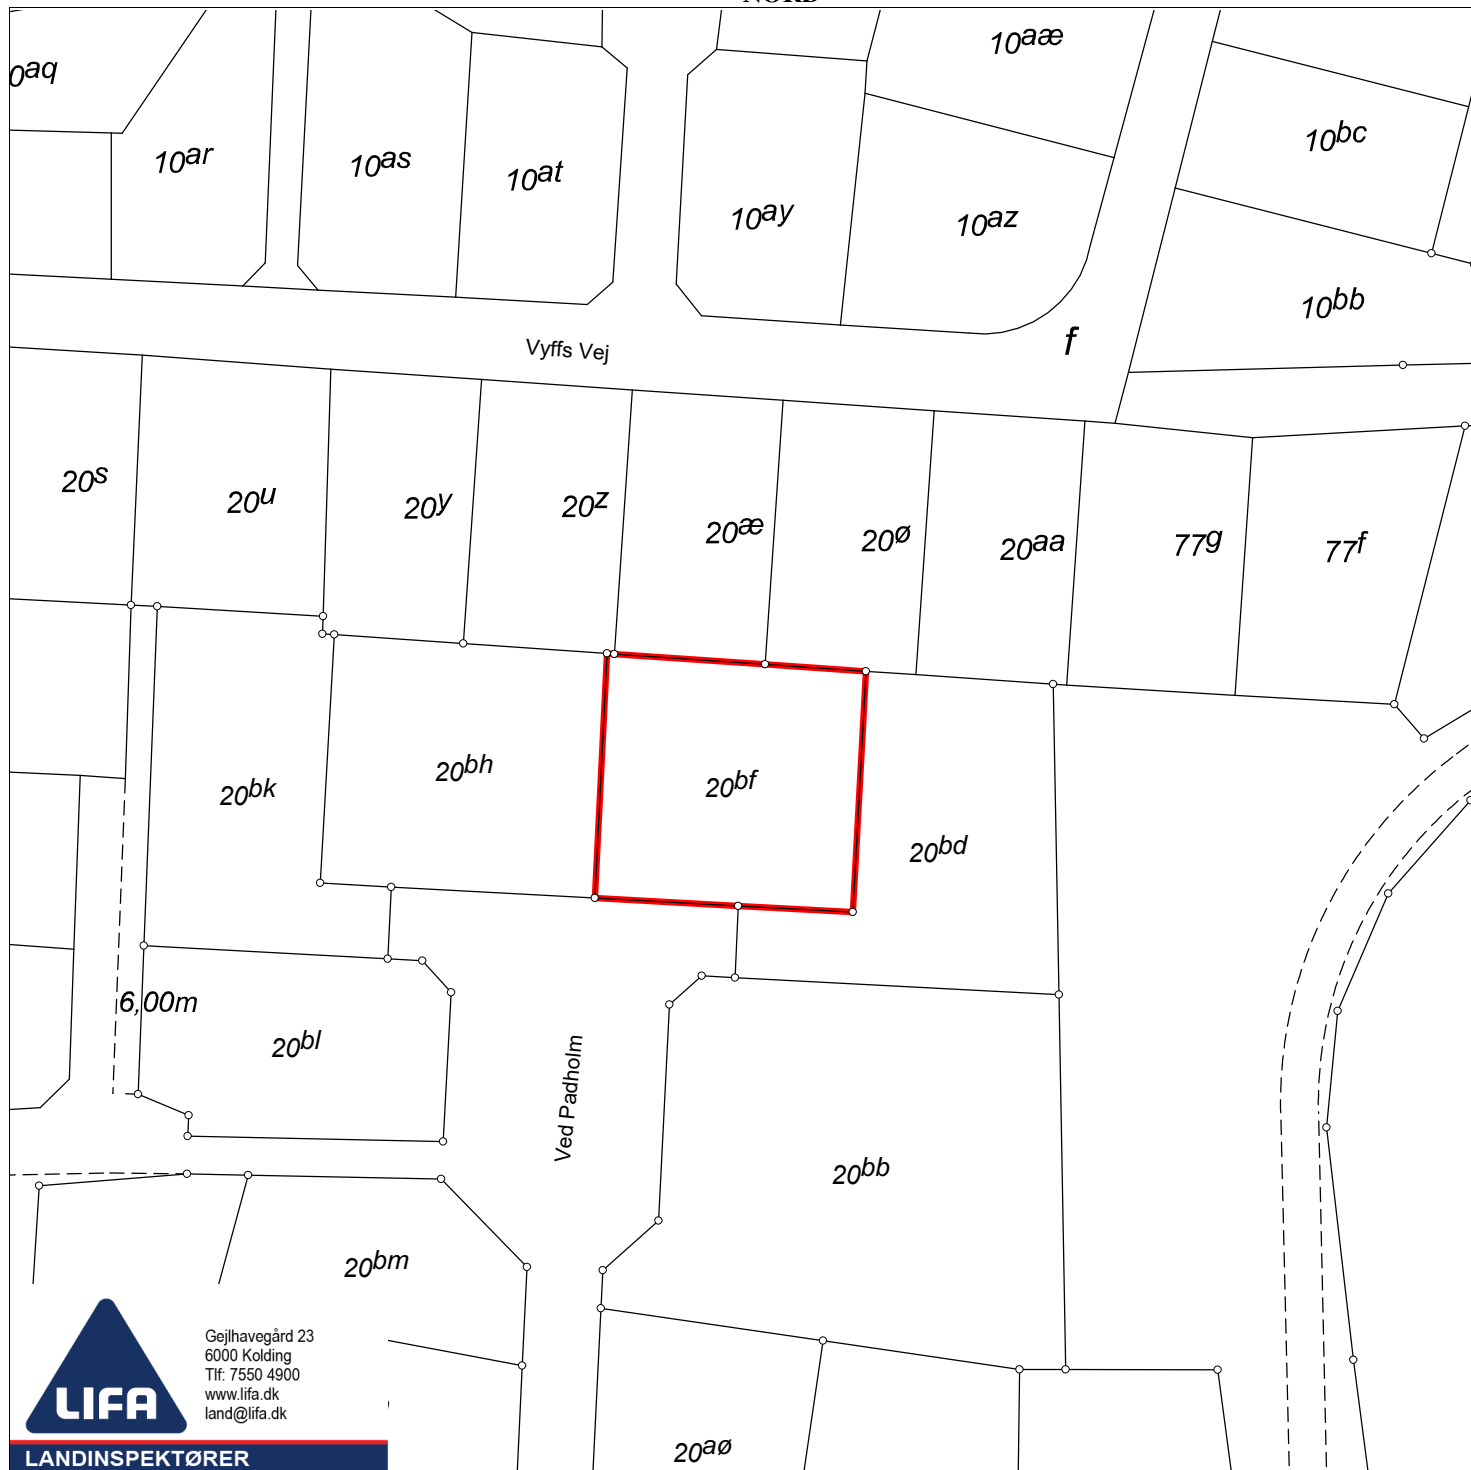 10aæ
0aq
10bc
10ar
10as
10at
10ay
10az
10bb
f
Vyffs Vej
20s
20u
20y
20z
20æ
20ø
20aa
77g
77f
20bh
20bk
20bf
20bd
6,00m
20bl
Ved Padholm
20bb
20bm
Gejlhavegård 23
6000 Kolding
Tlf: 7550 4900
www.lifa.dk
land@lifa.dk
LIFA
20aø
LANDINSPEKTØRER